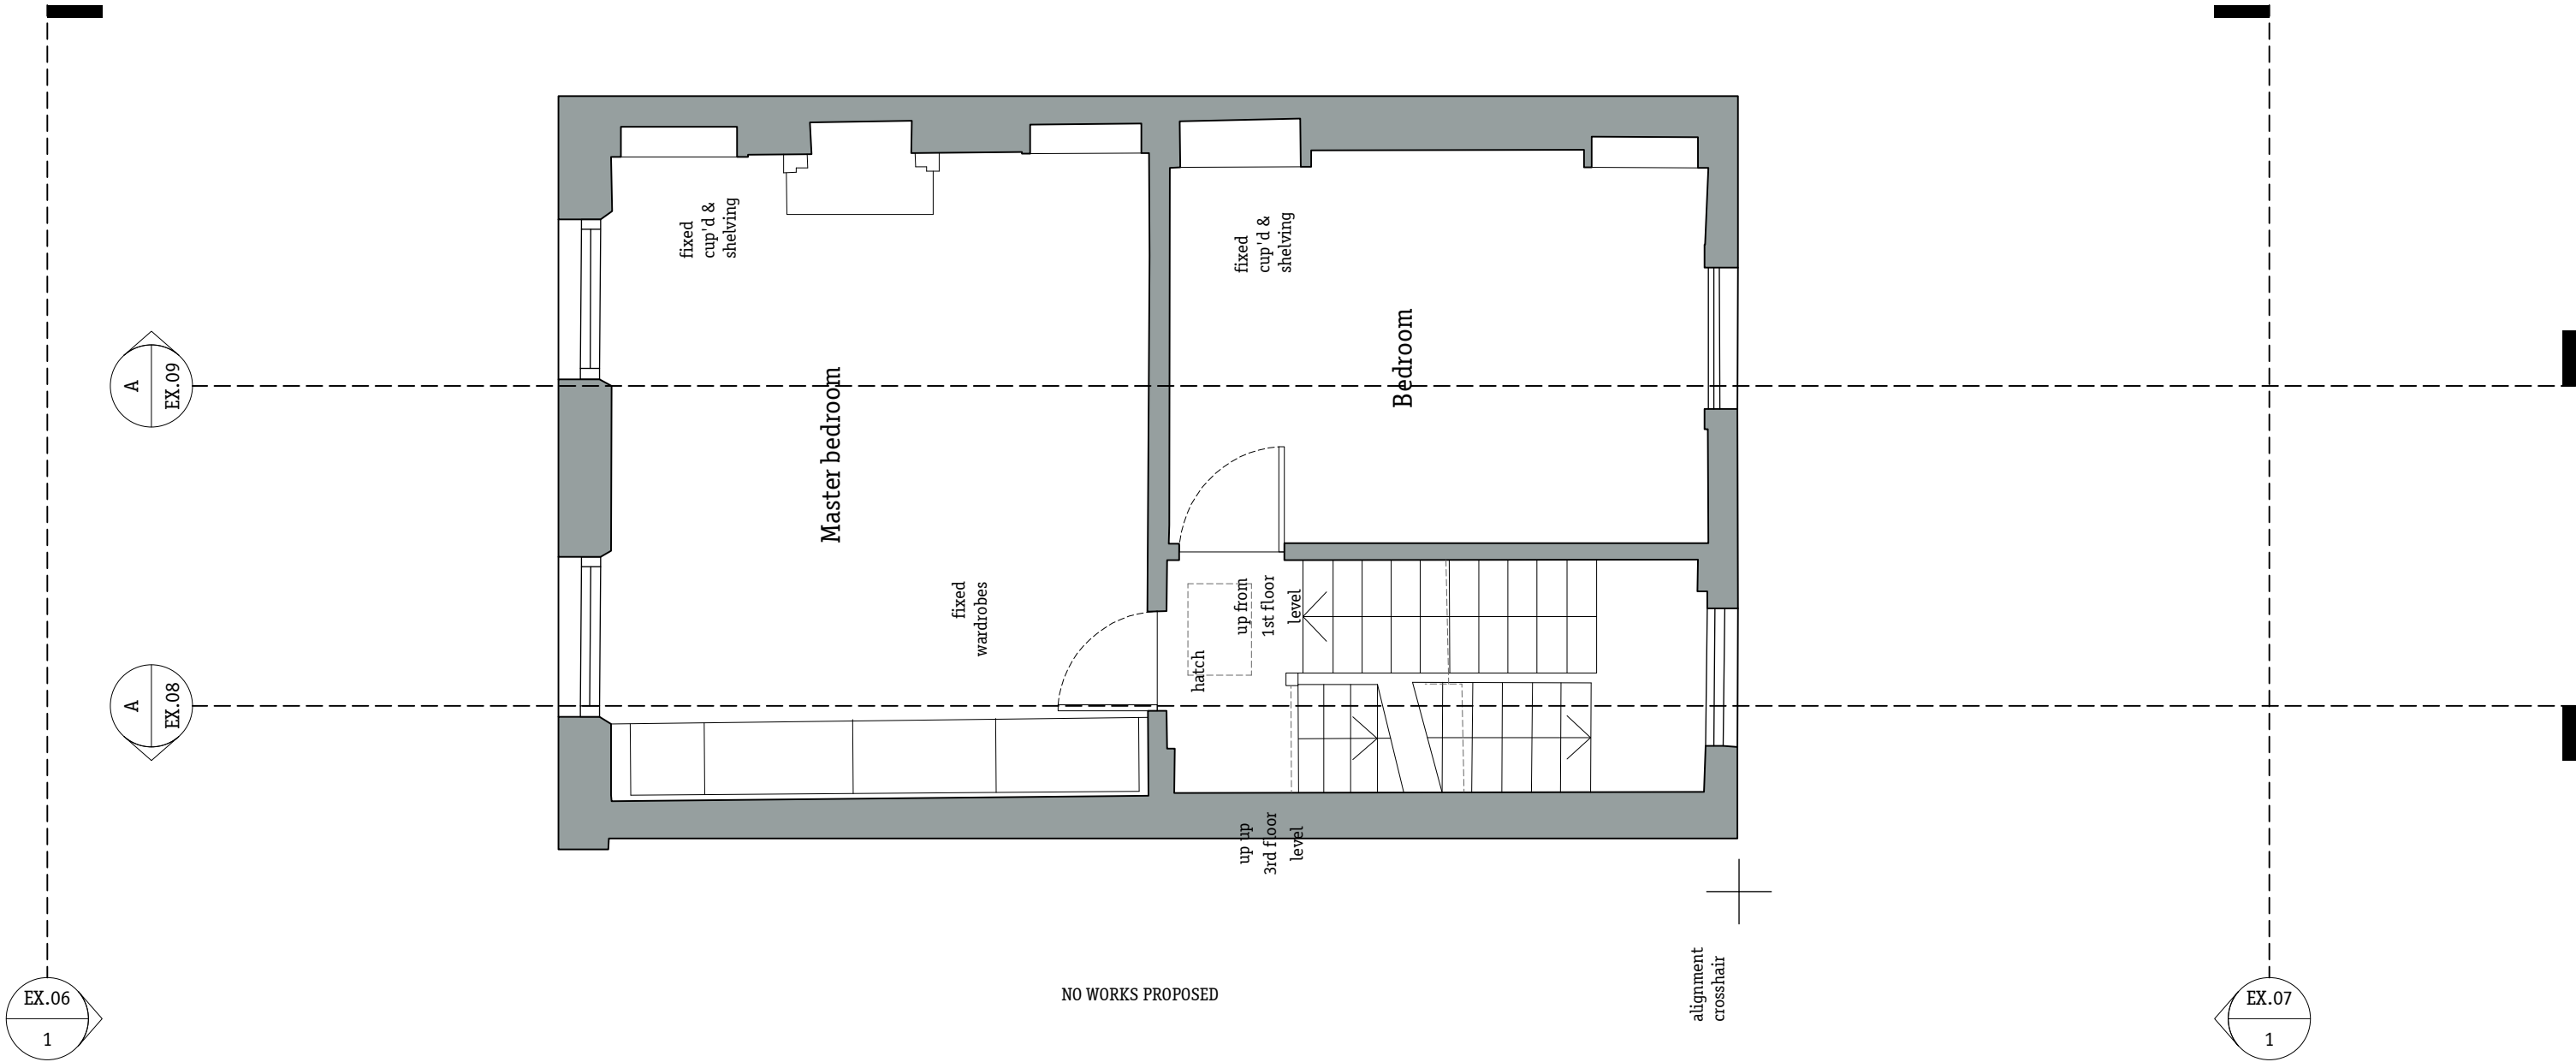 A
EX.09
A
EX.08
EX.06
1
EX.07
1
fixed
cup'd &
shelving
Master bedroom
fixed
wardrobes
fixed
cup'd &
shelving
Bedroom
hatch
up from
1st floor
level
up up
3rd floor
level
alignment
crosshair
NO WORKS PROPOSED